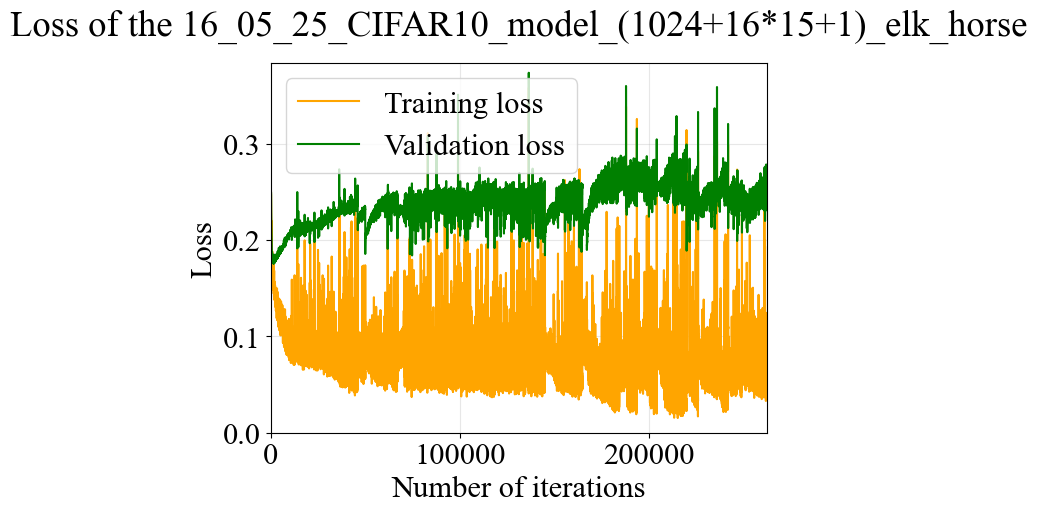 Loss of the 16_05_25_CIFAR10_model_(1024+16*15+1)_elk_horse
Training loss
Validation loss
0.3
0.2
0.1
0.0
Loss
0
100000
200000
Number of iterations